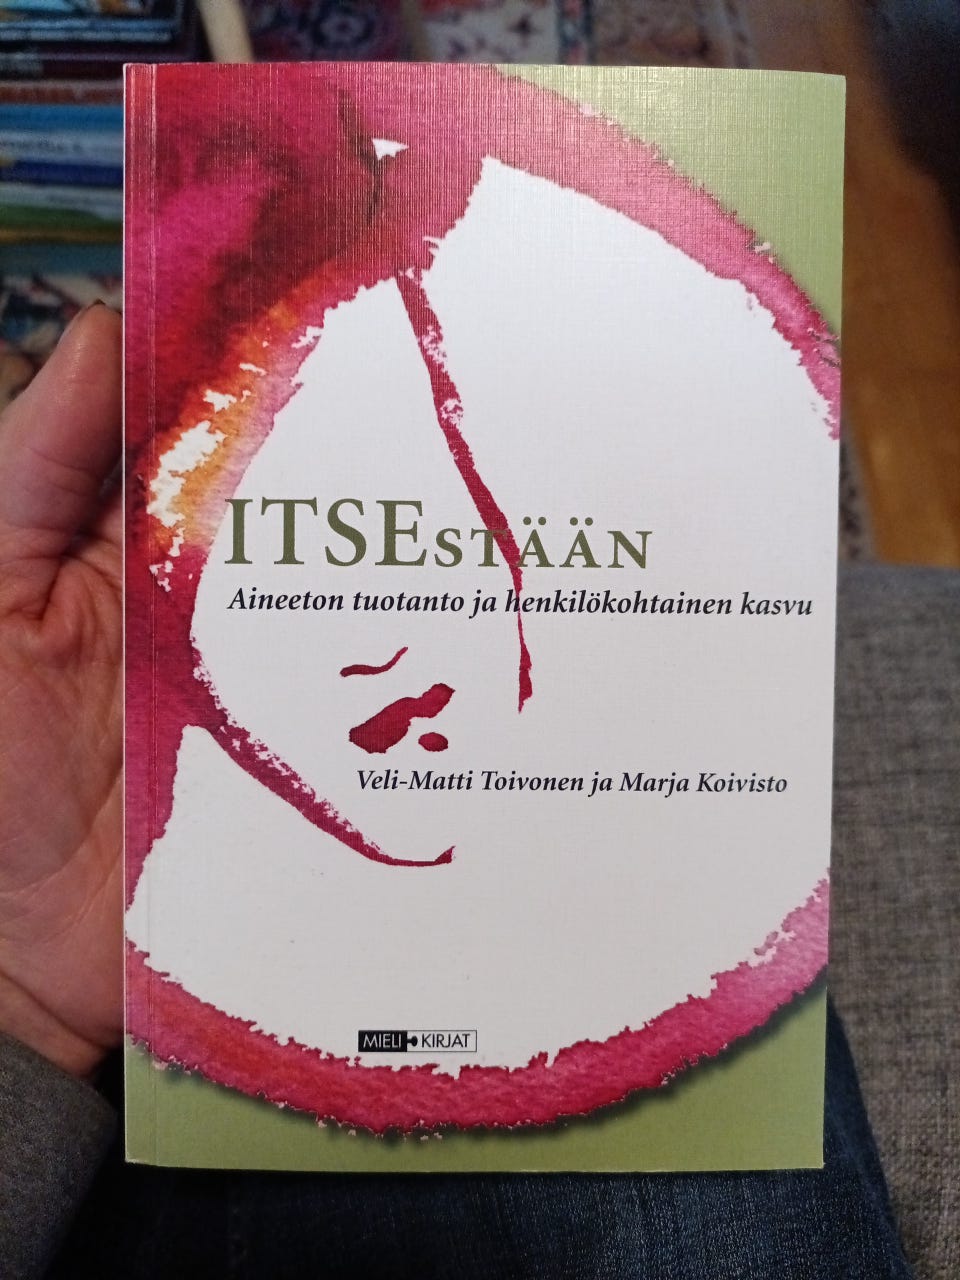 ITSESTÄÄN
Aineeton tuotanto ja henkilökohtainen kasvu
Veli-Matti Toivonen ja Marja Koivisto
MIELI KIRJAT